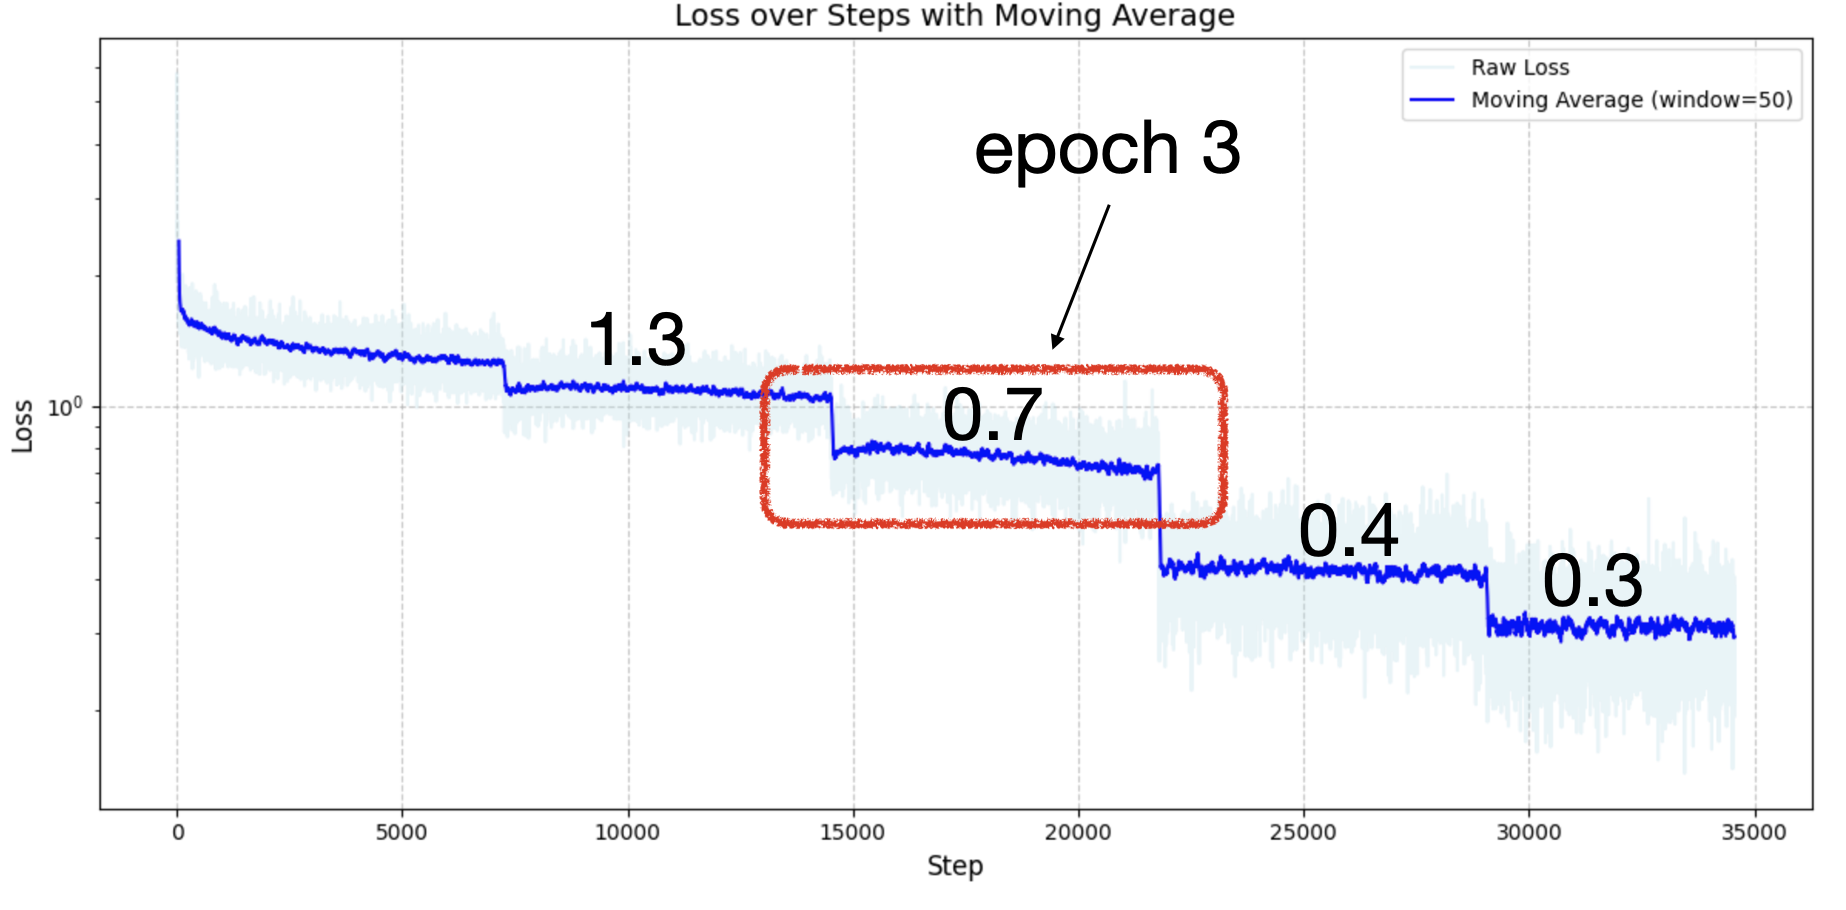 Loss over Steps with Moving Average
Raw Loss
Moving Average (window=50)
epoch 3
1.3
0.7
0.4
0.3
10⁰
Loss
0 5000 10000 15000 20000 25000 30000 35000
Step